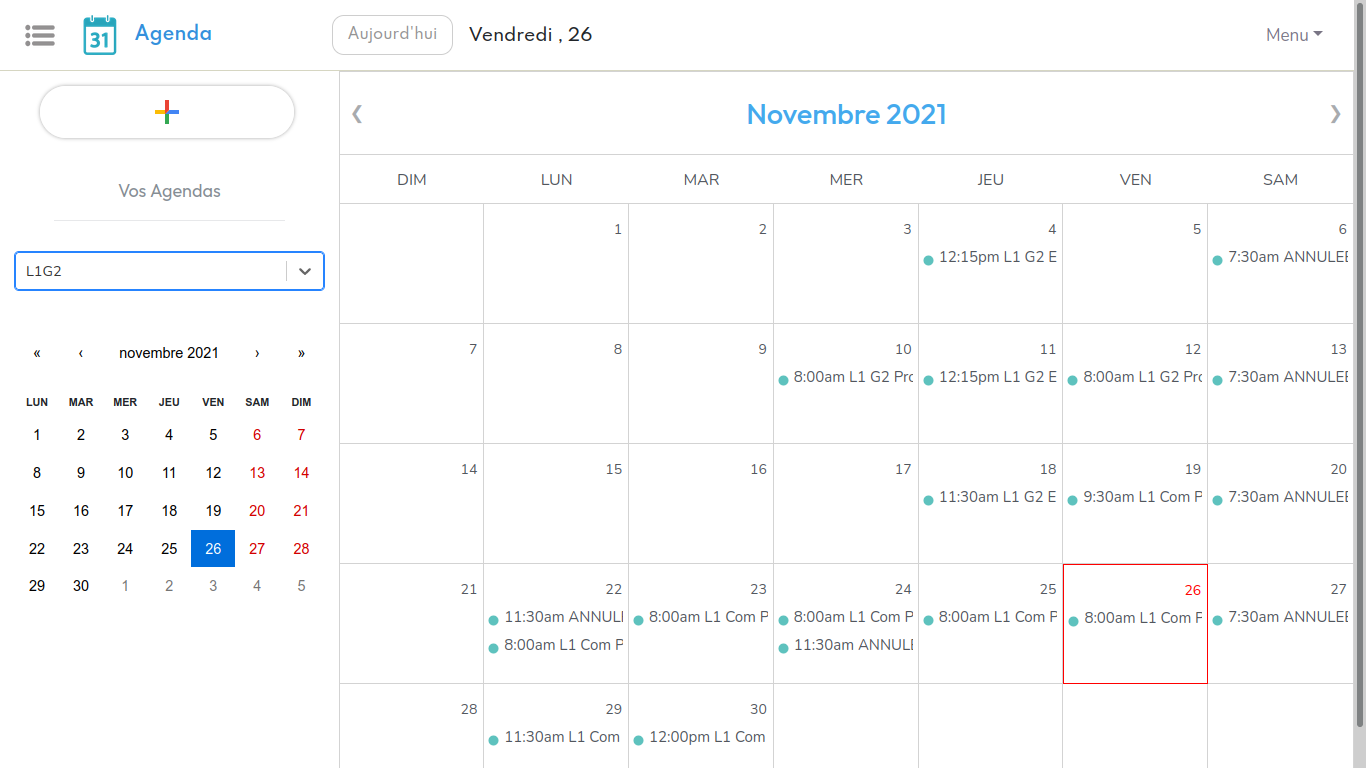 31 Agenda Aujourd'hui Vendredi , 26 Menu
Vos Agendas
L1G2
« ‹ novembre 2021 › »
LUN MAR MER JEU VEN SAM DIM
1 2 3 4 5 6 7
8 9 10 11 12 13 14
15 16 17 18 19 20 21
22 23 24 25 26 27 28
29 30 1 2 3 4 5
❮ Novembre 2021 ❯
DIM LUN MAR MER JEU VEN SAM
1 2 3 4 5 6
12:15pm L1 G2 E 7:30am ANNULEE
7 8 9 10 11 12 13
8:00am L1 G2 Pro 12:15pm L1 G2 E 8:00am L1 G2 Pro 7:30am ANNULEE
14 15 16 17 18 19 20
11:30am L1 G2 E 9:30am L1 Com P 7:30am ANNULEE
21 22 23 24 25 26 27
11:30am ANNULE 8:00am L1 Com P 8:00am L1 Com P 8:00am L1 Com P 8:00am L1 Com P 7:30am ANNULEE
8:00am L1 Com P 11:30am ANNULE
28 29 30
11:30am L1 Com 12:00pm L1 Com